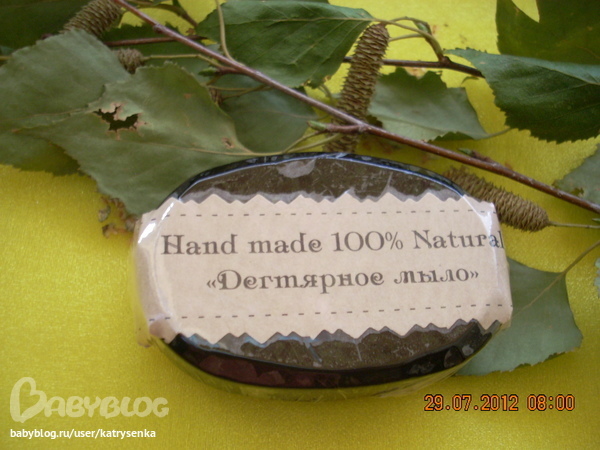 Hand made 100% Natural
«Дегтярное мыло»
BABYBLOG
babyblog.ru/user/katrysenka
29.07.2012 08:00